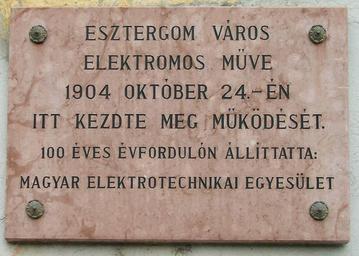 ESZTERGOM VÁROS
ELEKTROMOS MŰVE
1904 OKTÓBER 24.-ÉN
ITT KEZDTE MEG MŰKÖDÉSÉT.
100 ÉVES ÉVFORDULÓN ÁLLÍTTATTA:
MAGYAR ELEKTROTECHNIKAI EGYESÜLET